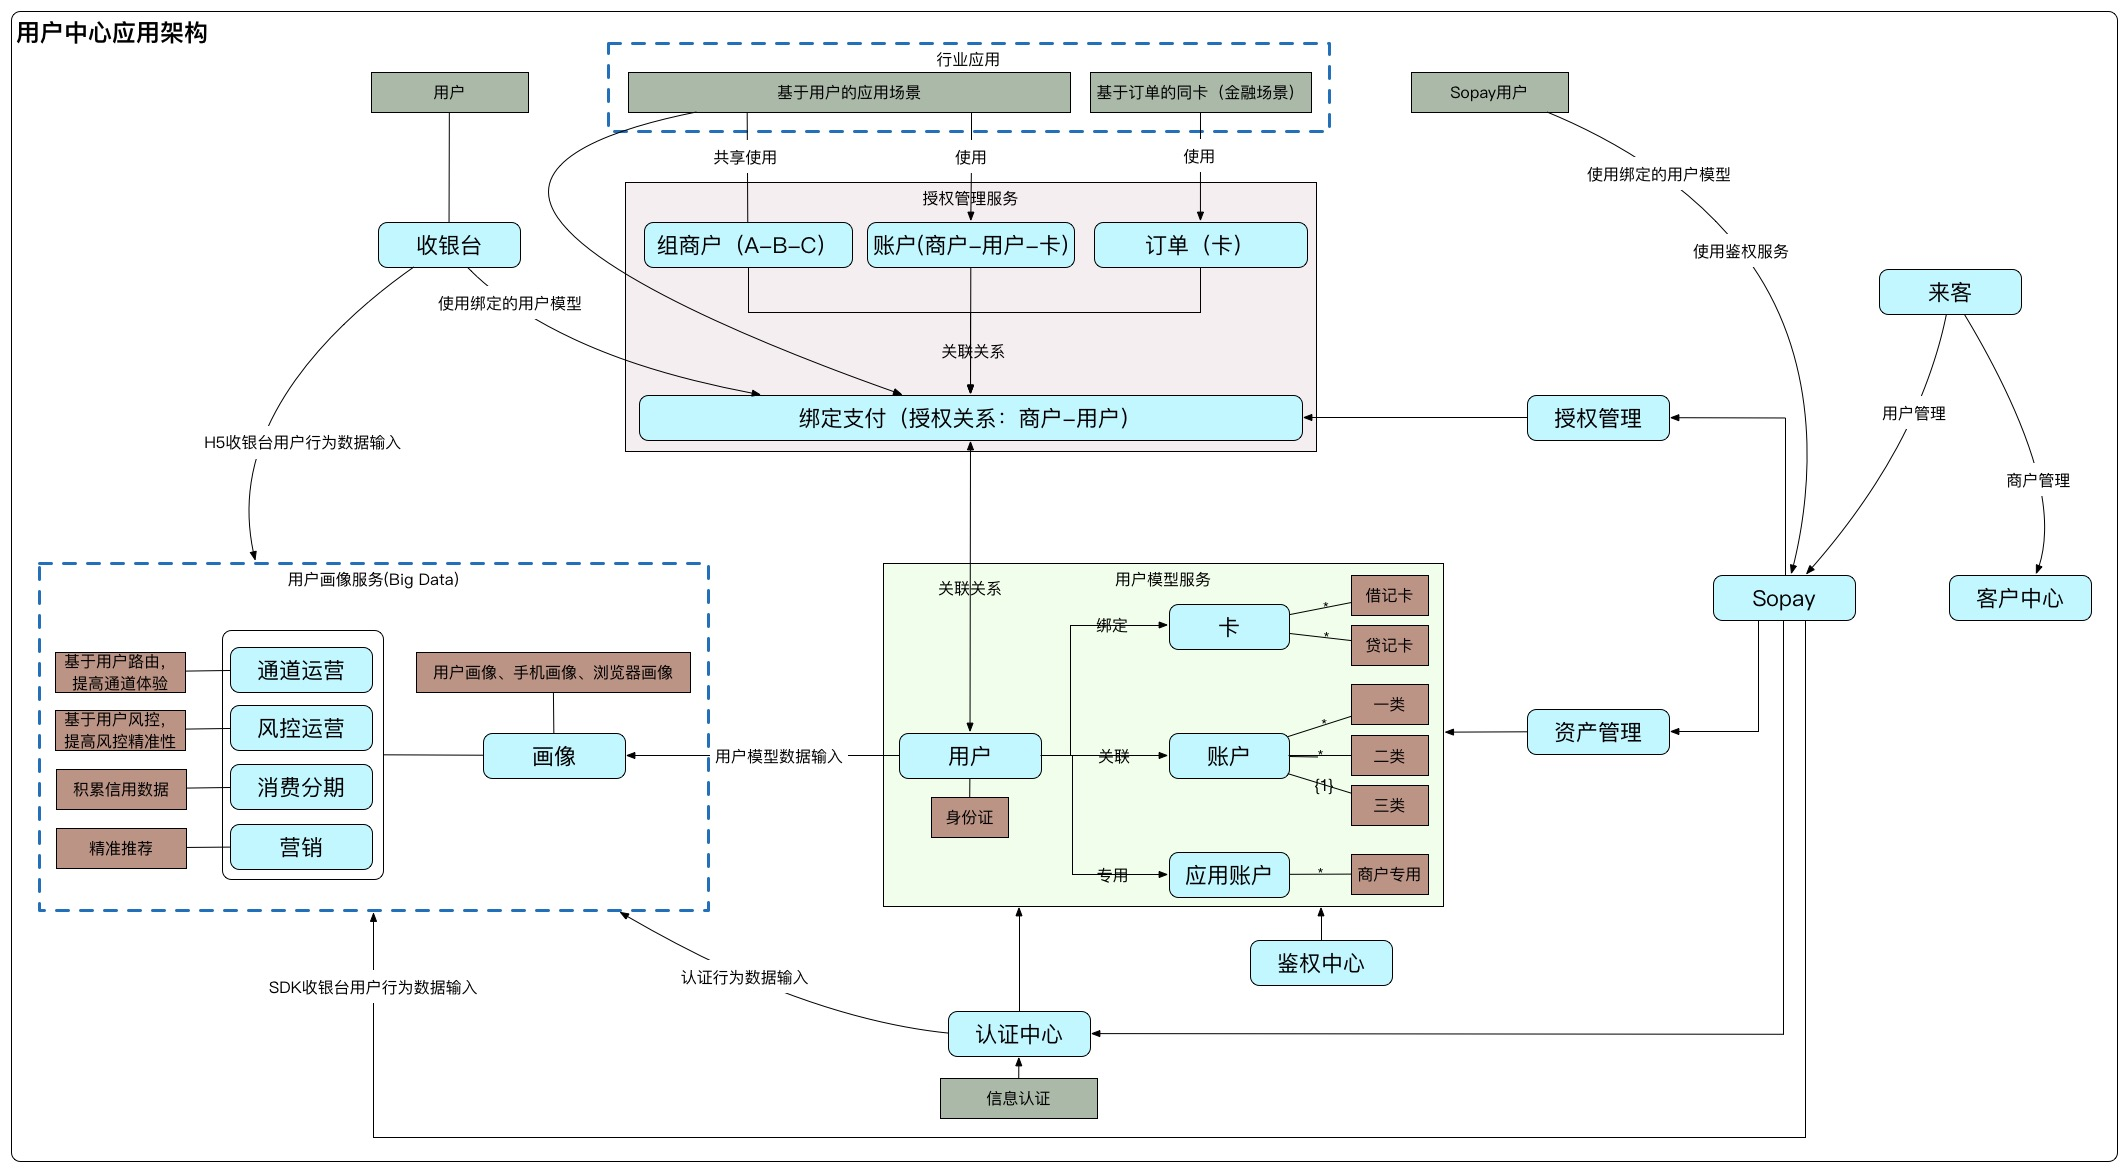 用户中心应用架构
行业应用
用户
基于用户的应用场景
基于订单的同卡（金融场景）
Sopay用户
共享使用
使用
使用
使用绑定的用户模型
授权管理服务
收银台
组商户（A-B-C）
账户(商户-用户-卡)
订单（卡）
使用鉴权服务
来客
使用绑定的用户模型
关联关系
绑定支付（授权关系：商户-用户）
授权管理
用户管理
H5收银台用户行为数据输入
商户管理
用户画像服务(Big Data)
关联关系
用户模型服务
借记卡
*
绑定
卡
*
贷记卡
Sopay
客户中心
基于用户路由，
提高通道体验
通道运营
用户画像、手机画像、浏览器画像
基于用户风控，
提高风控精准性
风控运营
一类
*
画像
用户模型数据输入
用户
关联
账户
*
二类
资产管理
积累信用数据
消费分期
{1}
三类
身份证
精准推荐
营销
专用
应用账户
*
商户专用
鉴权中心
认证行为数据输入
SDK收银台用户行为数据输入
认证中心
信息认证